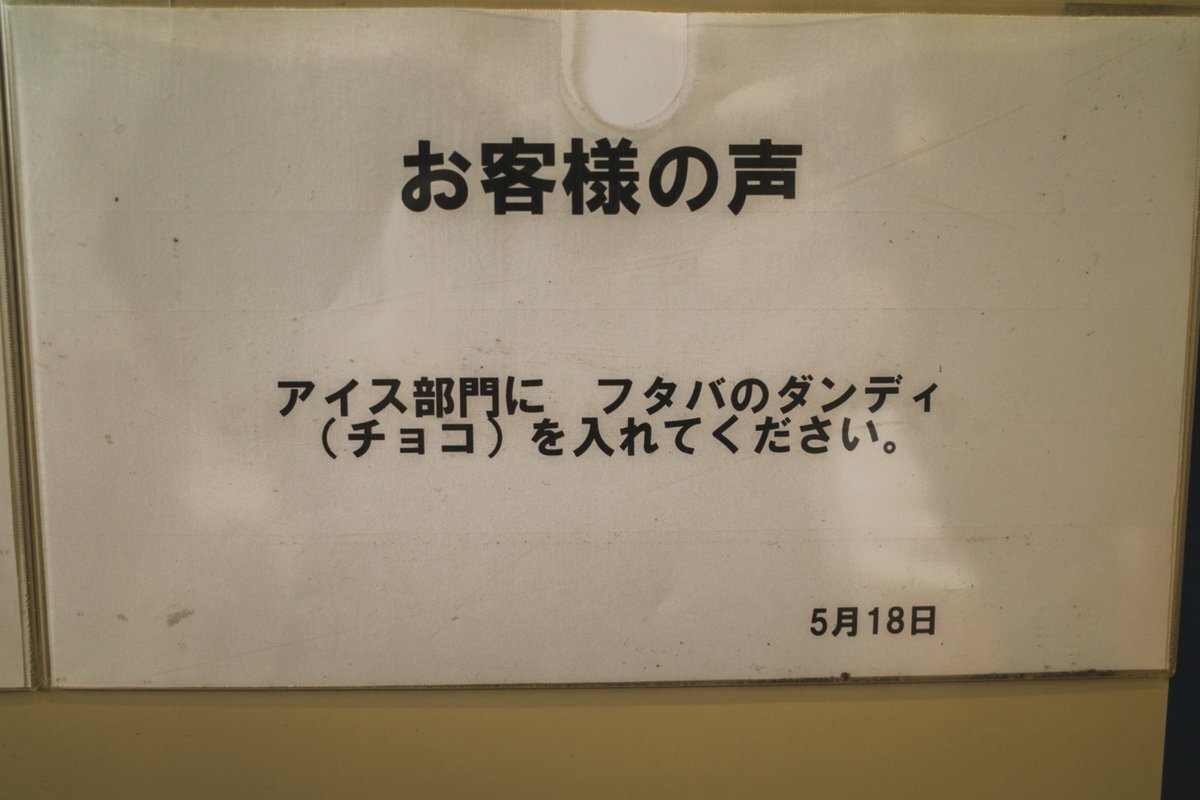 お客様の声
アイス部門に　フタバのダンディ
（チョコ）を入れてください。
5月18日